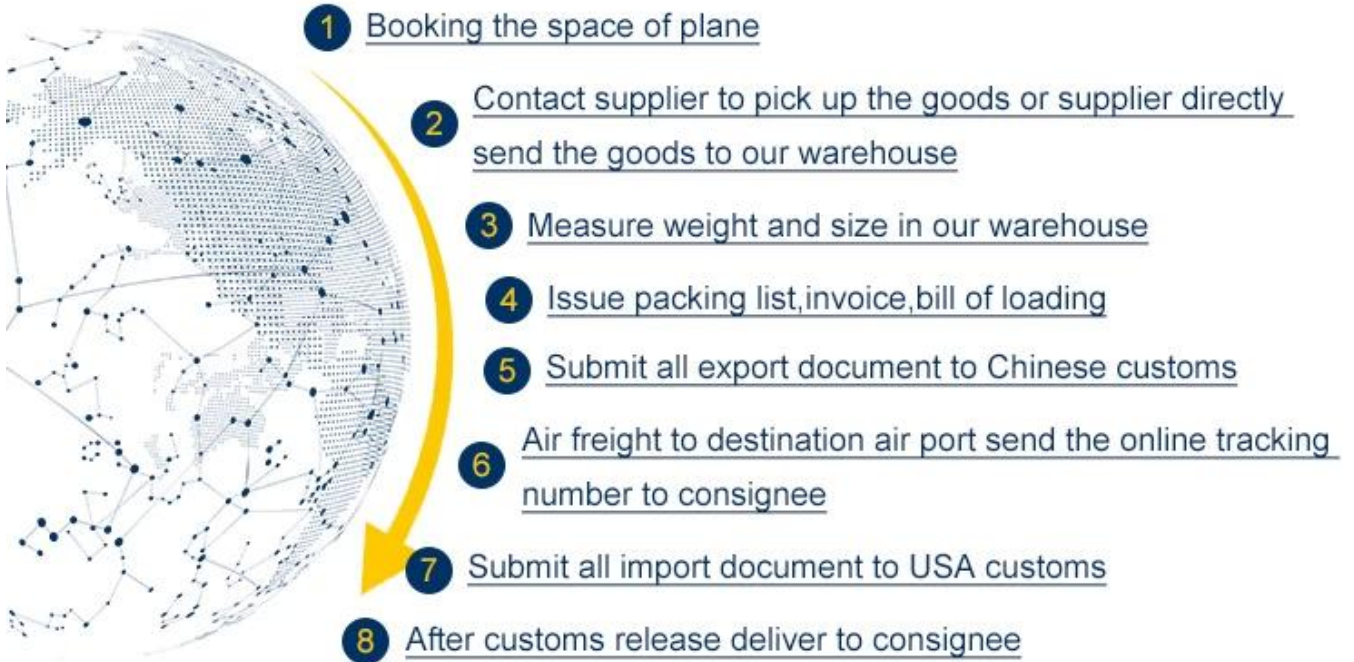 1 Booking the space of plane
2 Contact supplier to pick up the goods or supplier directly
send the goods to our warehouse
3 Measure weight and size in our warehouse
4 Issue packing list,invoice,bill of loading
5 Submit all export document to Chinese customs
6 Air freight to destination air port send the online tracking
number to consignee
7 Submit all import document to USA customs
8 After customs release deliver to consignee